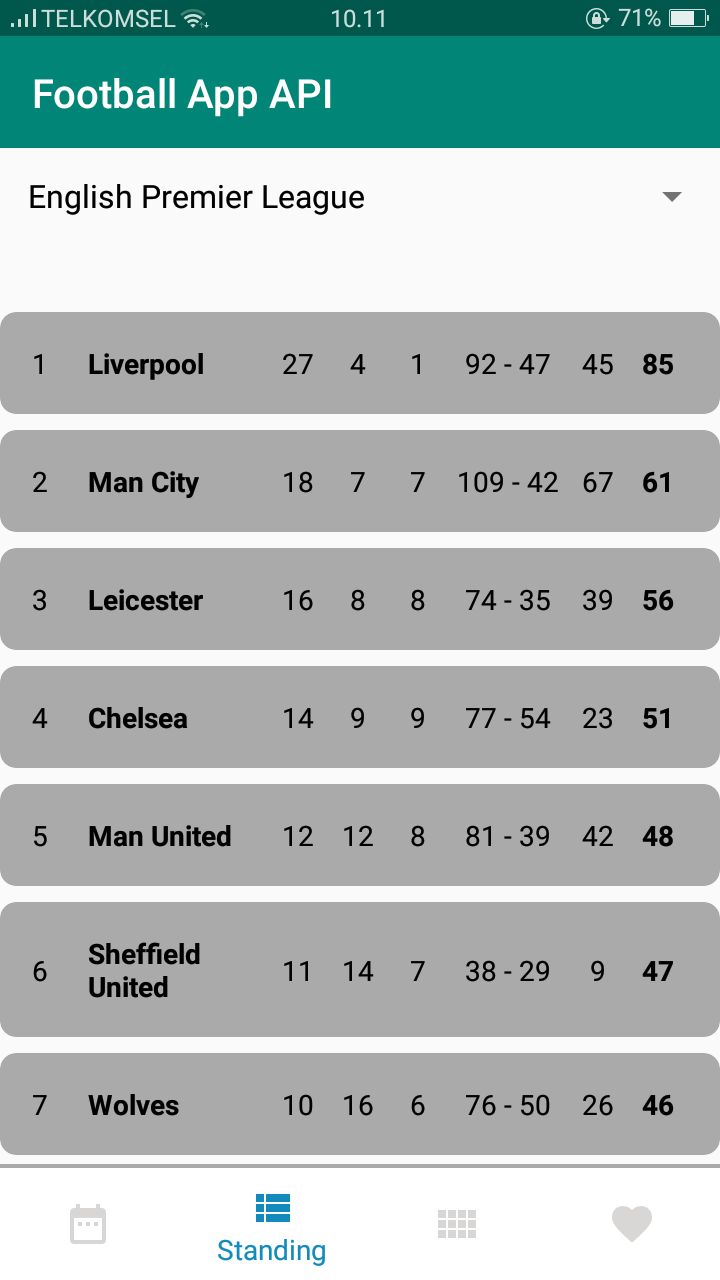 TELKOMSEL 10.11 71%
Football App API
English Premier League
1 Liverpool 27 4 1 92 - 47 45 85
2 Man City 18 7 7 109 - 42 67 61
3 Leicester 16 8 8 74 - 35 39 56
4 Chelsea 14 9 9 77 - 54 23 51
5 Man United 12 12 8 81 - 39 42 48
6 Sheffield United 11 14 7 38 - 29 9 47
7 Wolves 10 16 6 76 - 50 26 46
Standing